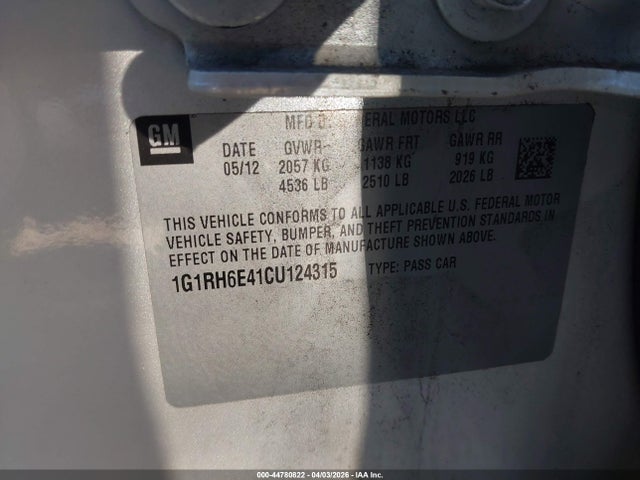 GM
MFG B ERAL MOTORS LLC
DATE GVWR GAWR FRT GAWR RR
05/12 2057 KG 1138 KG 919 KG
4536 LB 2510 LB 2026 LB
THIS VEHICLE CONFORMS TO ALL APPLICABLE U.S. FEDERAL MOTOR
VEHICLE SAFETY, BUMPER, AND THEFT PREVENTION STANDARDS IN
EFFECT ON THE DATE OF MANUFACTURE SHOWN ABOVE.
1G1RH6E41CU124315 TYPE: PASS CAR
000-44780822 - 04/03/2026 - IAA Inc.